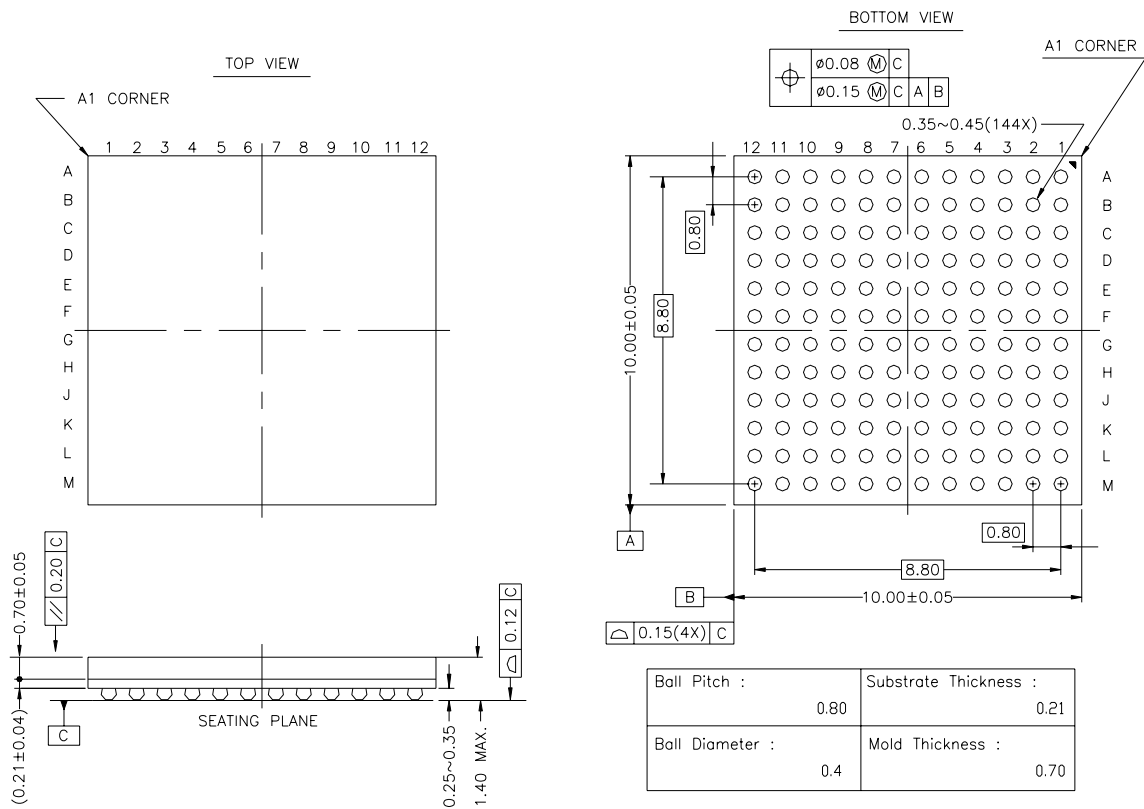 TOP VIEW
A1 CORNER
1 2 3 4 5 6 7 8 9 10 11 12
A
B
C
D
E
F
G
H
J
K
L
M
BOTTOM VIEW
A1 CORNER
⌀0.08 Ⓜ C
⌀0.15 Ⓜ C A B
0.35~0.45(144X)
12 11 10 9 8 7 6 5 4 3 2 1
A
B
C
D
E
F
G
H
J
K
L
M
0.80
8.80
10.00±0.05
A
0.80
8.80
B
10.00±0.05
0.15(4X) C
0.70±0.05
(0.21±0.04)
// 0.20 C
C
SEATING PLANE
0.12 C
0.25~0.35
1.40 MAX.
Ball Pitch :
0.80
Substrate Thickness :
0.21
Ball Diameter :
0.4
Mold Thickness :
0.70